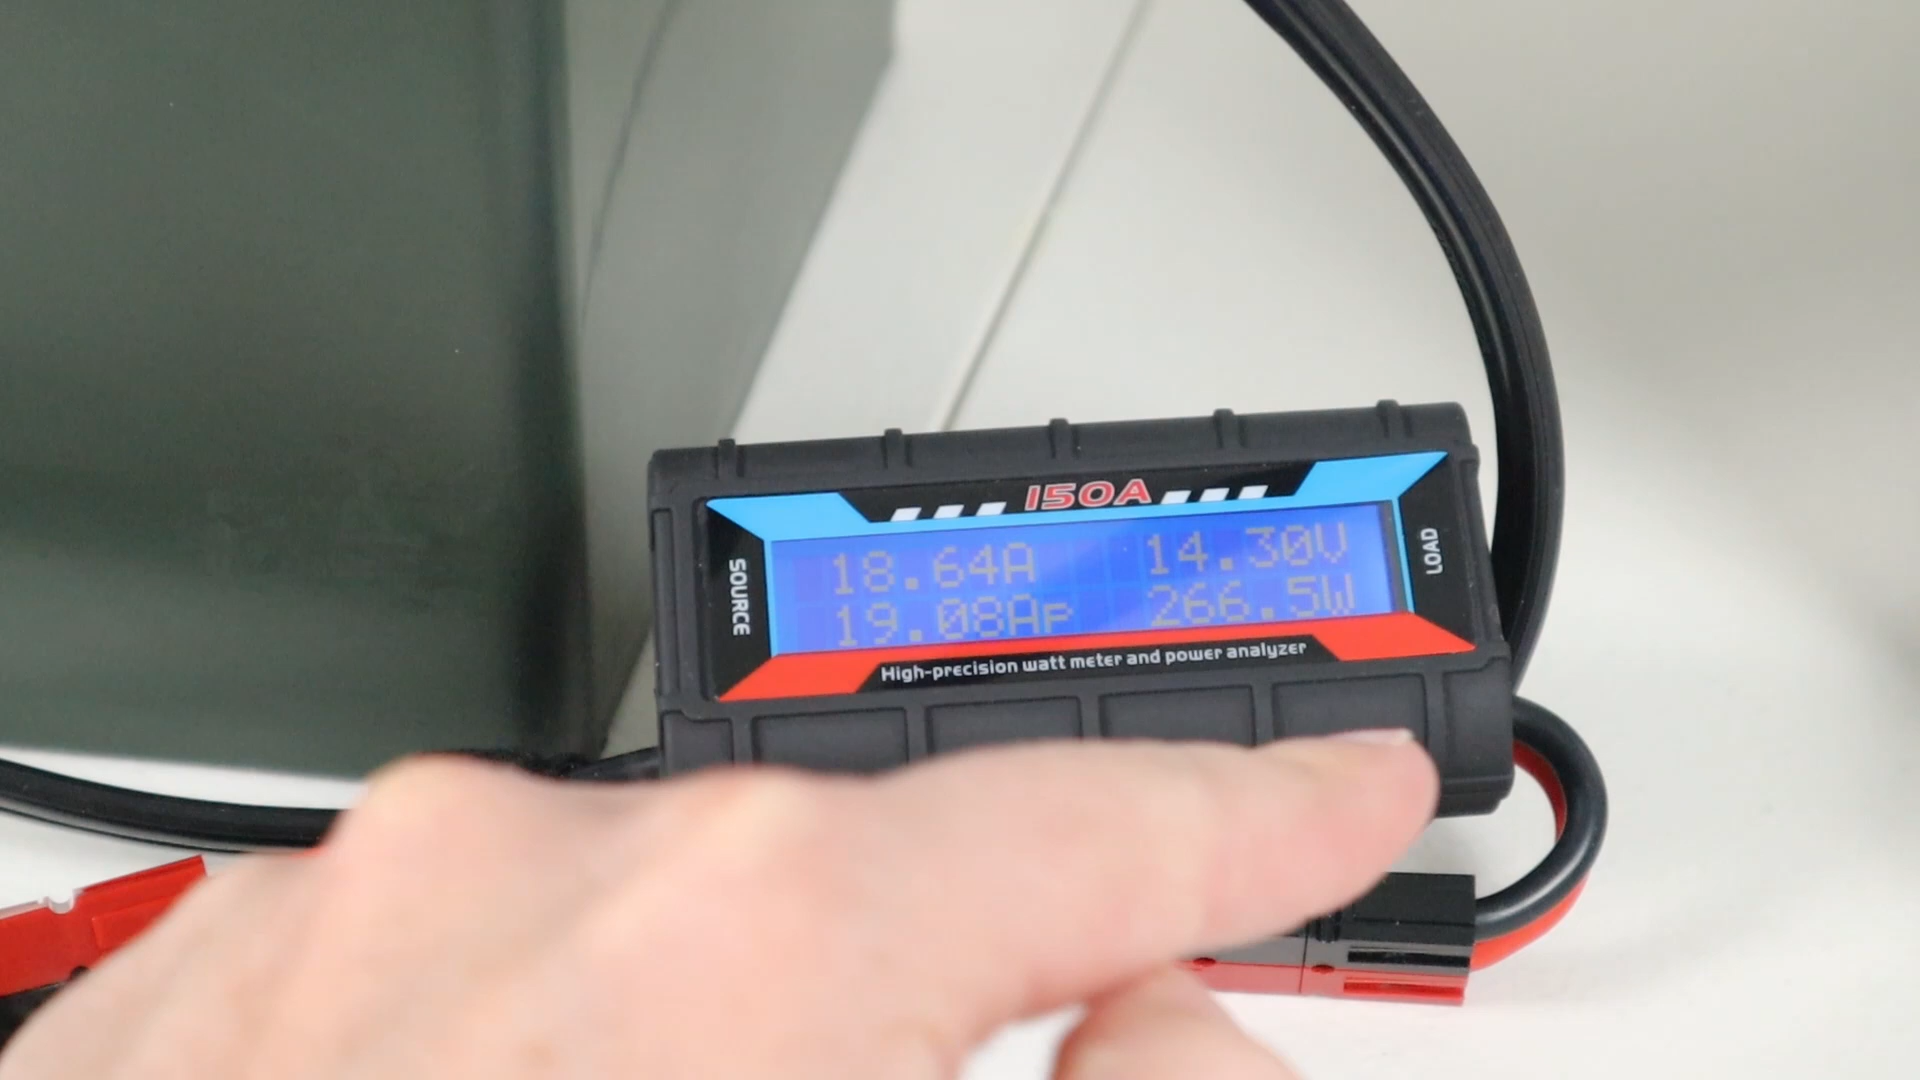 150A
SOURCE
18.64A 14.30V
19.08Ap 266.5W
LOAD
High-precision watt meter and power analyzer